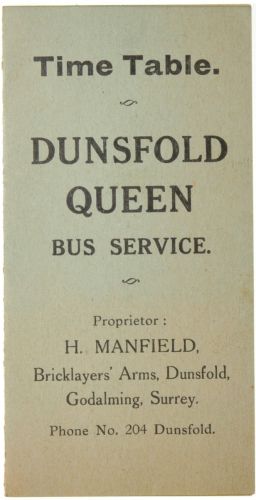 Time Table.
DUNSFOLD
QUEEN
BUS SERVICE.
Proprietor :
H. MANFIELD,
Bricklayers' Arms, Dunsfold,
Godalming, Surrey.
Phone No. 204 Dunsfold.